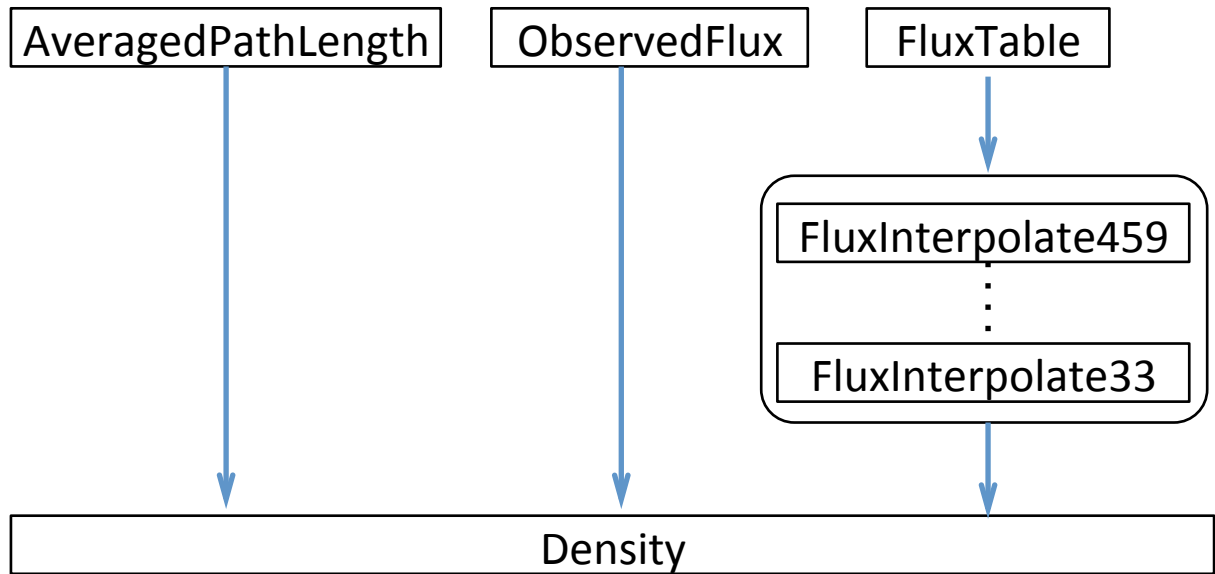 AveragedPathLength
ObservedFlux
FluxTable
FluxInterpolate459
FluxInterpolate33
Density